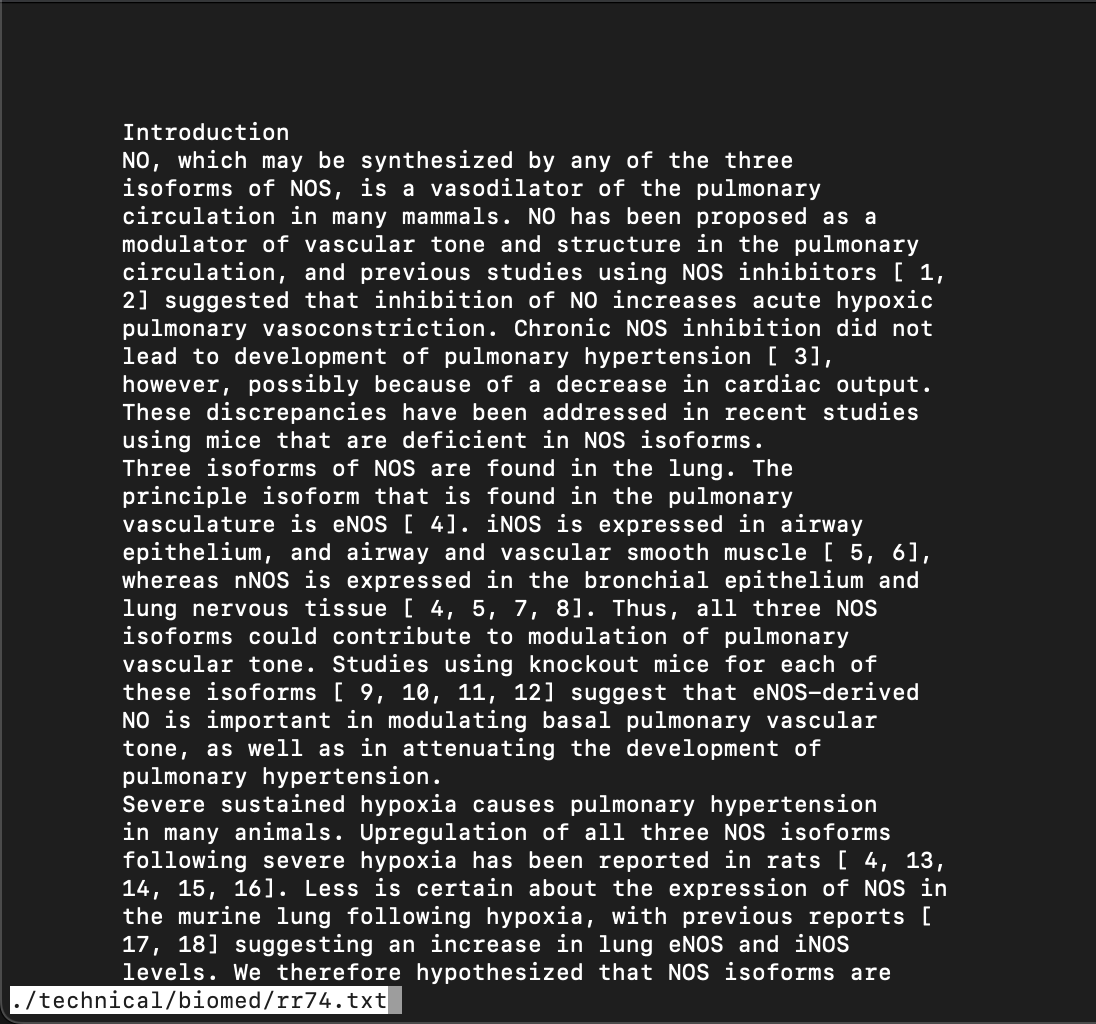 Introduction
NO, which may be synthesized by any of the three
isoforms of NOS, is a vasodilator of the pulmonary
circulation in many mammals. NO has been proposed as a
modulator of vascular tone and structure in the pulmonary
circulation, and previous studies using NOS inhibitors [ 1,
2] suggested that inhibition of NO increases acute hypoxic
pulmonary vasoconstriction. Chronic NOS inhibition did not
lead to development of pulmonary hypertension [ 3],
however, possibly because of a decrease in cardiac output.
These discrepancies have been addressed in recent studies
using mice that are deficient in NOS isoforms.
Three isoforms of NOS are found in the lung. The
principle isoform that is found in the pulmonary
vasculature is eNOS [ 4]. iNOS is expressed in airway
epithelium, and airway and vascular smooth muscle [ 5, 6],
whereas nNOS is expressed in the bronchial epithelium and
lung nervous tissue [ 4, 5, 7, 8]. Thus, all three NOS
isoforms could contribute to modulation of pulmonary
vascular tone. Studies using knockout mice for each of
these isoforms [ 9, 10, 11, 12] suggest that eNOS-derived
NO is important in modulating basal pulmonary vascular
tone, as well as in attenuating the development of
pulmonary hypertension.
Severe sustained hypoxia causes pulmonary hypertension
in many animals. Upregulation of all three NOS isoforms
following severe hypoxia has been reported in rats [ 4, 13,
14, 15, 16]. Less is certain about the expression of NOS in
the murine lung following hypoxia, with previous reports [
17, 18] suggesting an increase in lung eNOS and iNOS
levels. We therefore hypothesized that NOS isoforms are
./technical/biomed/rr74.txt